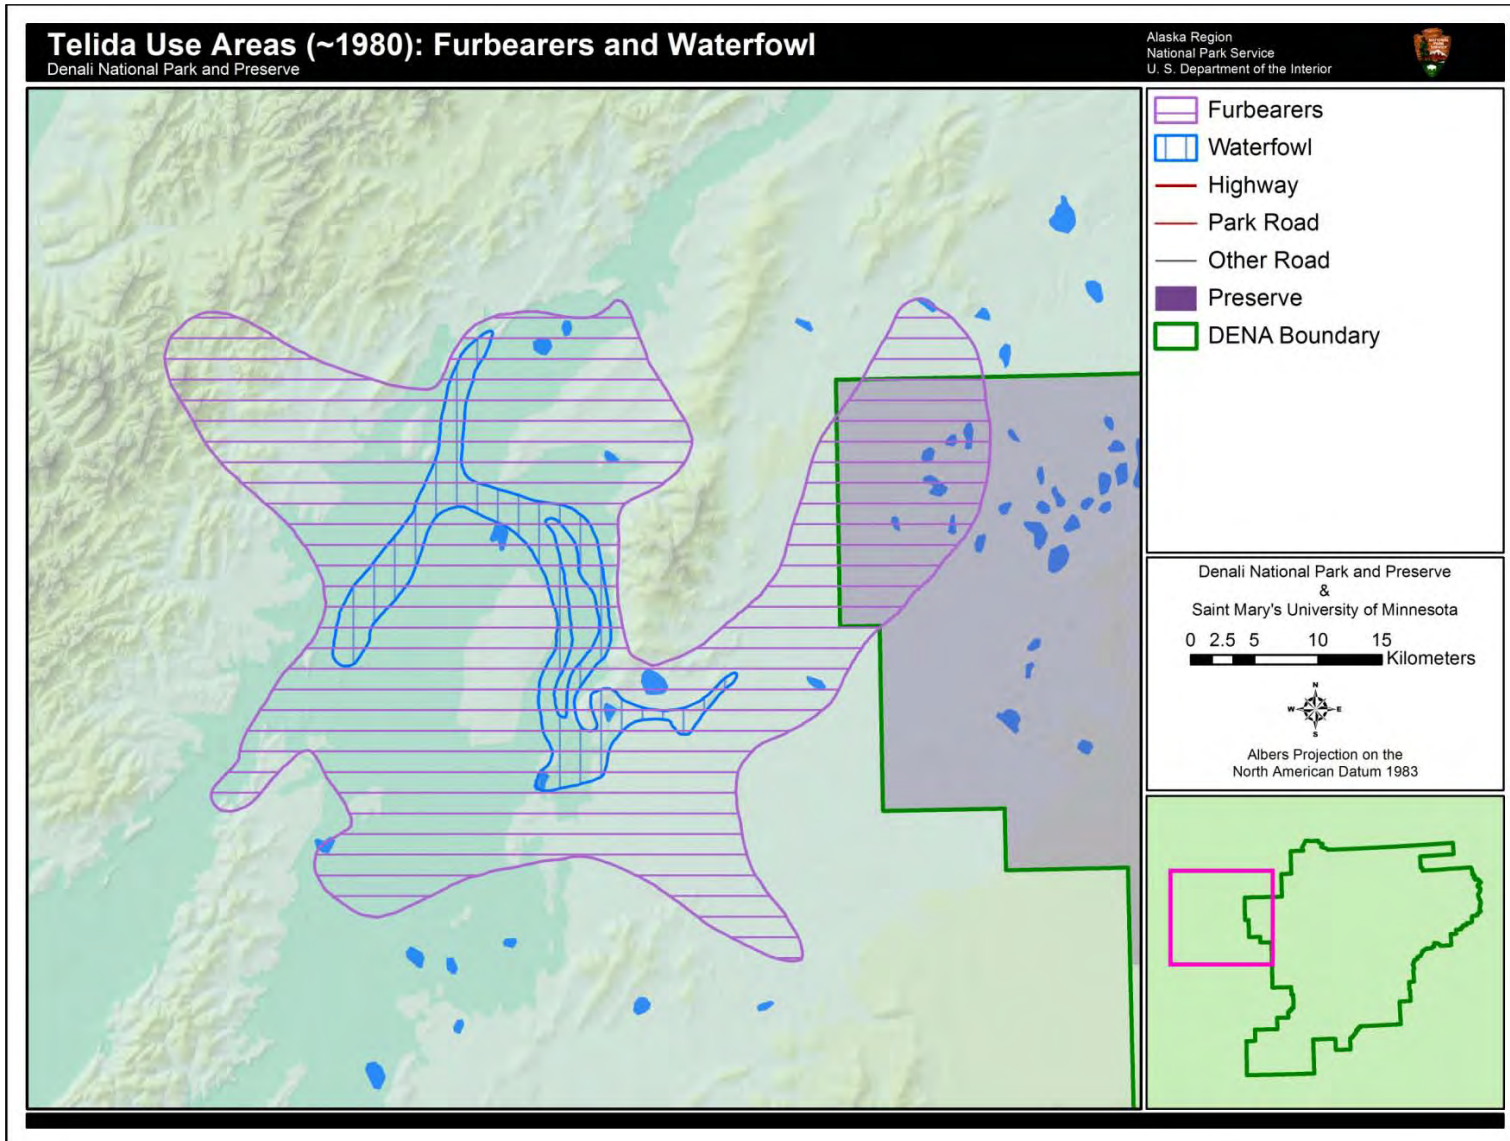 Telida Use Areas (~1980): Furbearers and Waterfowl
Denali National Park and Preserve
Alaska Region
National Park Service
U. S. Department of the Interior
Furbearers
Waterfowl
Highway
Park Road
Other Road
Preserve
DENA Boundary
Denali National Park and Preserve
&
Saint Mary's University of Minnesota
0 2.5 5 10 15
Kilometers
N
W E
S
Albers Projection on the
North American Datum 1983